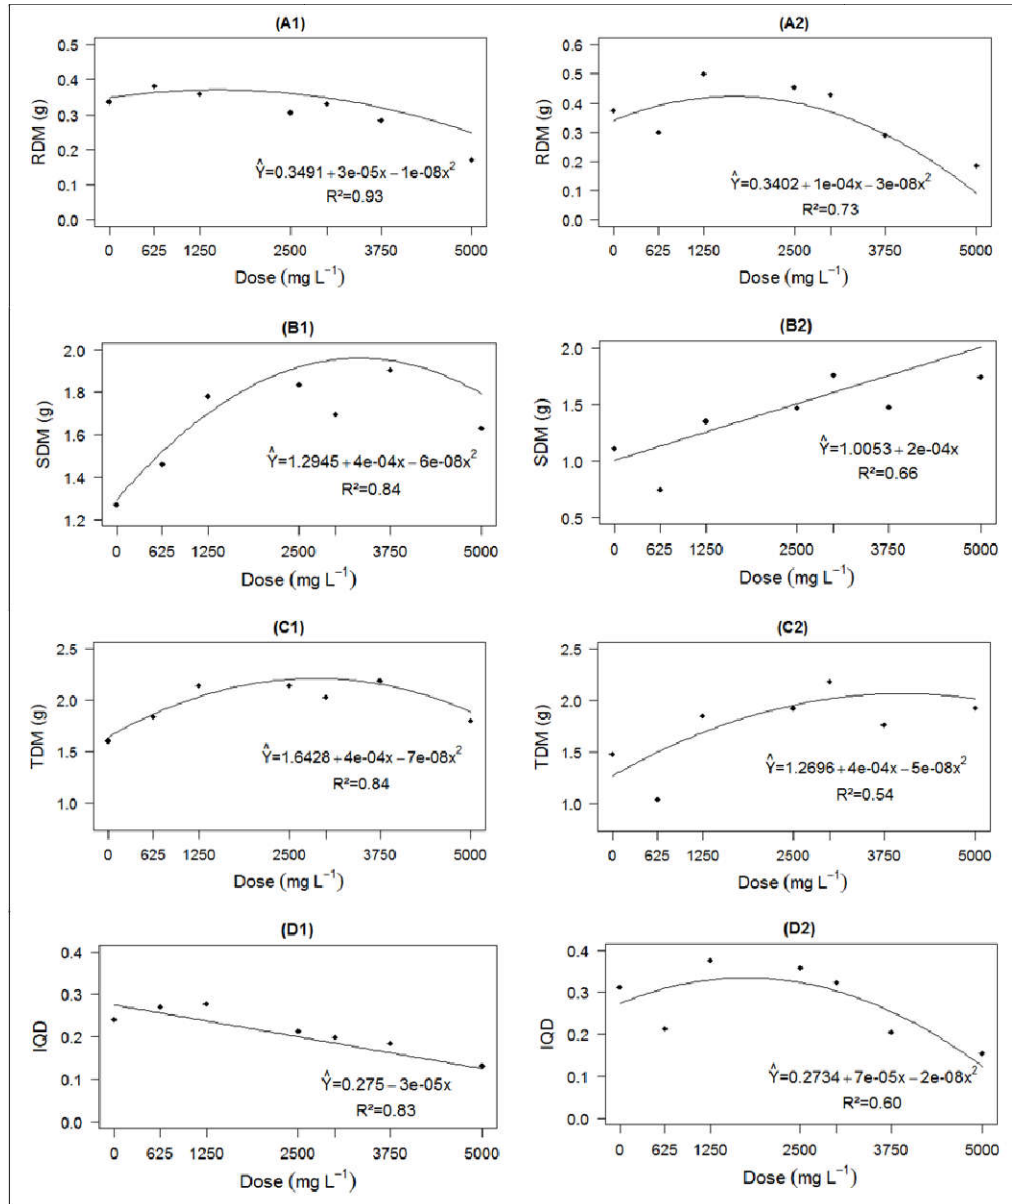 (A1)
0.5
0.4
0.3
0.2
0.1
0.0
RDM (g)
Ŷ=0.3491 + 3e-05x − 1e-08x²
R²=0.93
0 625 1250 2500 3750 5000
Dose (mg L⁻¹)
(A2)
0.6
0.5
0.4
0.3
0.2
0.1
0.0
RDM (g)
Ŷ=0.3402 + 1e-04x − 3e-08x²
R²=0.73
0 625 1250 2500 3750 5000
Dose (mg L⁻¹)
(B1)
2.0
1.8
1.6
1.4
1.2
SDM (g)
Ŷ=1.2945 + 4e-04x − 6e-08x²
R²=0.84
0 625 1250 2500 3750 5000
Dose (mg L⁻¹)
(B2)
2.0
1.5
1.0
0.5
SDM (g)
Ŷ=1.0053 + 2e-04x
R²=0.66
0 625 1250 2500 3750 5000
Dose (mg L⁻¹)
(C1)
2.5
2.0
1.5
1.0
TDM (g)
Ŷ=1.6428 + 4e-04x − 7e-08x²
R²=0.84
0 625 1250 2500 3750 5000
Dose (mg L⁻¹)
(C2)
2.5
2.0
1.5
1.0
TDM (g)
Ŷ=1.2696 + 4e-04x − 5e-08x²
R²=0.54
0 625 1250 2500 3750 5000
Dose (mg L⁻¹)
(D1)
0.4
0.3
0.2
0.1
0.0
IQD
Ŷ=0.275 − 3e-05x
R²=0.83
0 625 1250 2500 3750 5000
Dose (mg L⁻¹)
(D2)
0.4
0.3
0.2
0.1
0.0
IQD
Ŷ=0.2734 + 7e-05x − 2e-08x²
R²=0.60
0 625 1250 2500 3750 5000
Dose (mg L⁻¹)